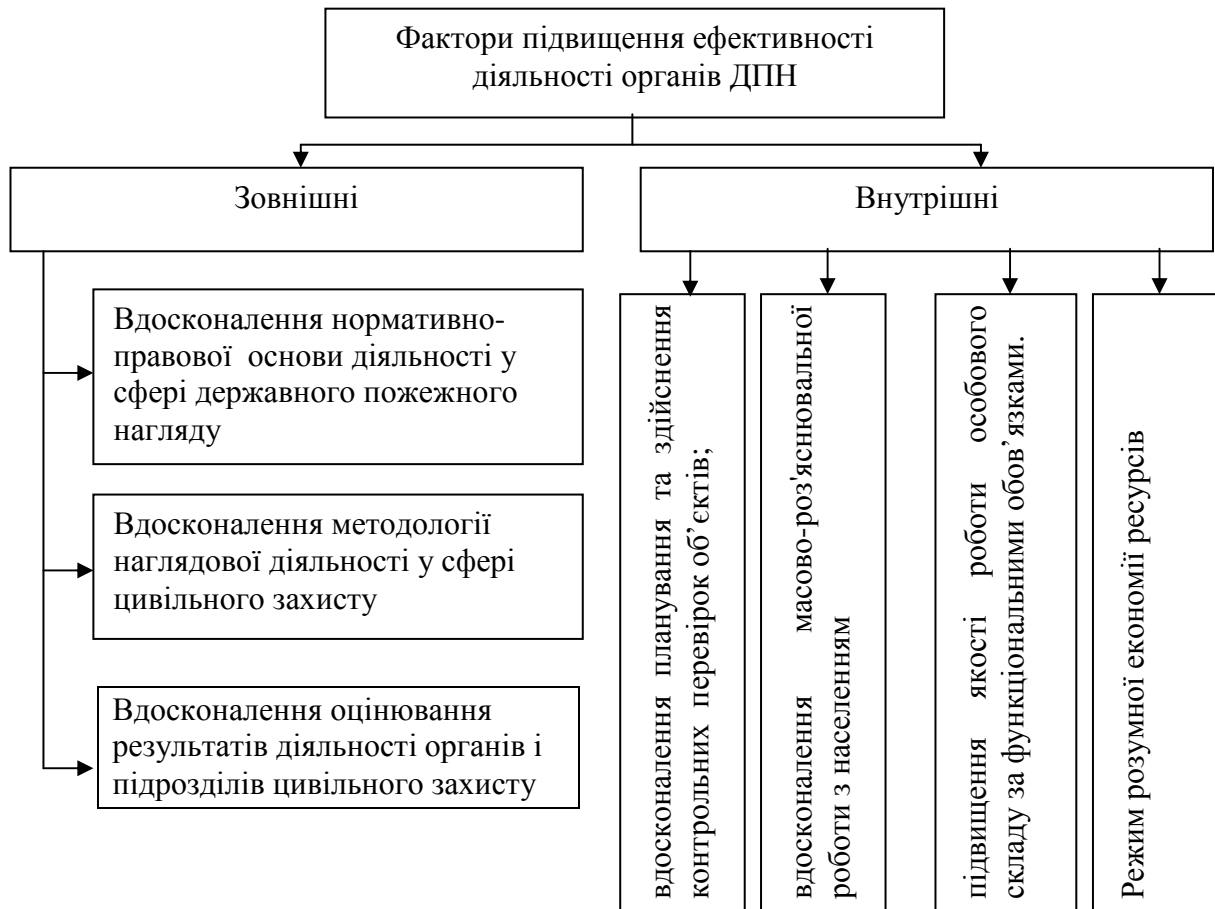 Фактори підвищення ефективності
діяльності органів ДПН
Зовнішні
Внутрішні
Вдосконалення нормативно-
правової основи діяльності у
сфері державного пожежного
нагляду
Вдосконалення методології
наглядової діяльності у сфері
цивільного захисту
Вдосконалення оцінювання
результатів діяльності органів і
підрозділів цивільного захисту
вдосконалення планування та здійснення
контрольних перевірок об’єктів;
вдосконалення масово-роз'яснювальної
роботи з населенням
підвищення якості роботи особового
складу за функціональними обов’язками.
Режим розумної економії ресурсів